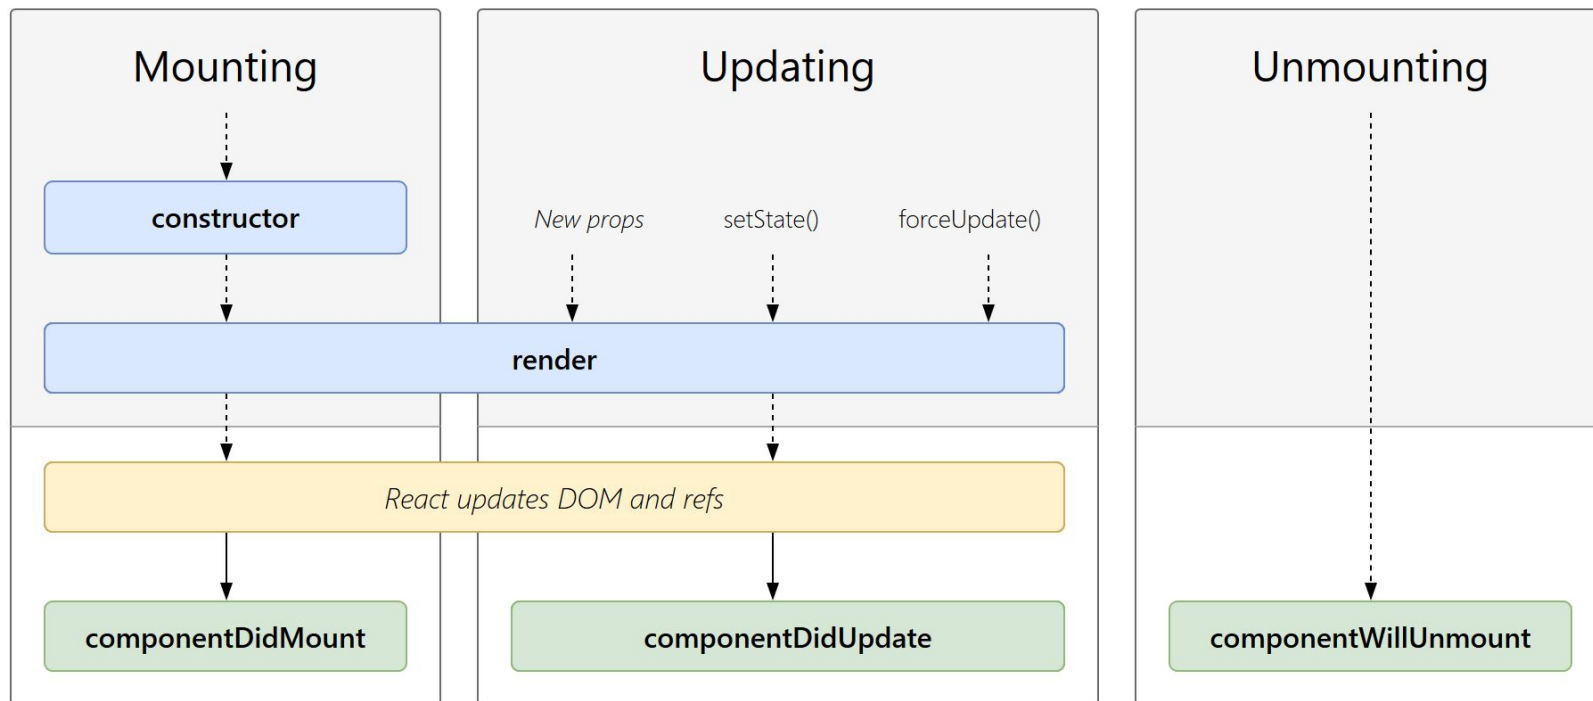 Mounting
Updating
Unmounting
constructor
New props
setState()
forceUpdate()
render
React updates DOM and refs
componentDidMount
componentDidUpdate
componentWillUnmount